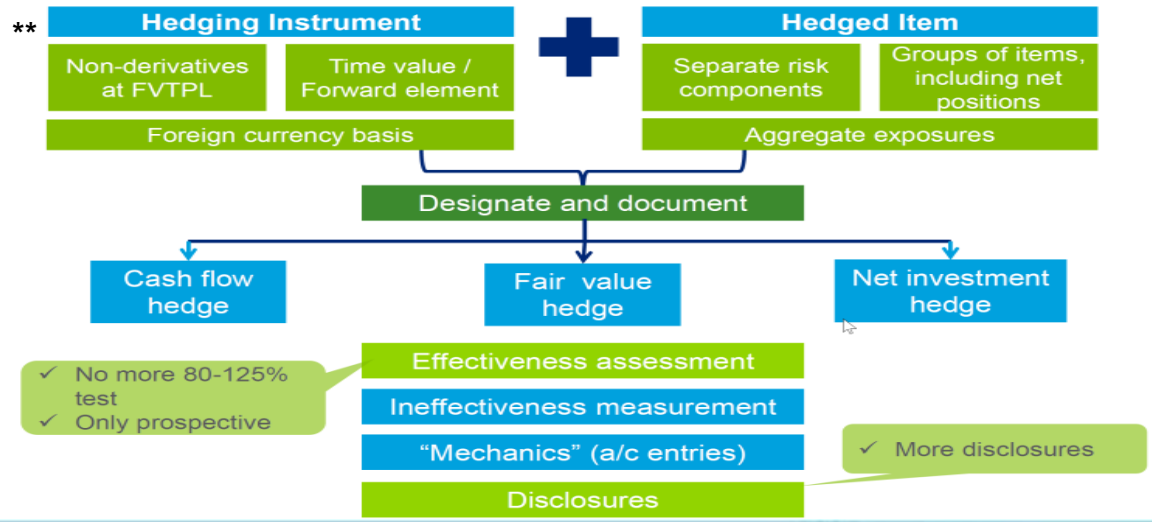 **
Hedging Instrument
Hedged Item
Non-derivatives
at FVTPL
Time value /
Forward element
Separate risk
components
Groups of items,
including net
positions
Foreign currency basis
Aggregate exposures
Designate and document
Cash flow
hedge
Fair value
hedge
Net investment
hedge
Effectiveness assessment
✓ No more 80-125%
test
✓ Only prospective
Ineffectiveness measurement
“Mechanics” (a/c entries)
✓ More disclosures
Disclosures